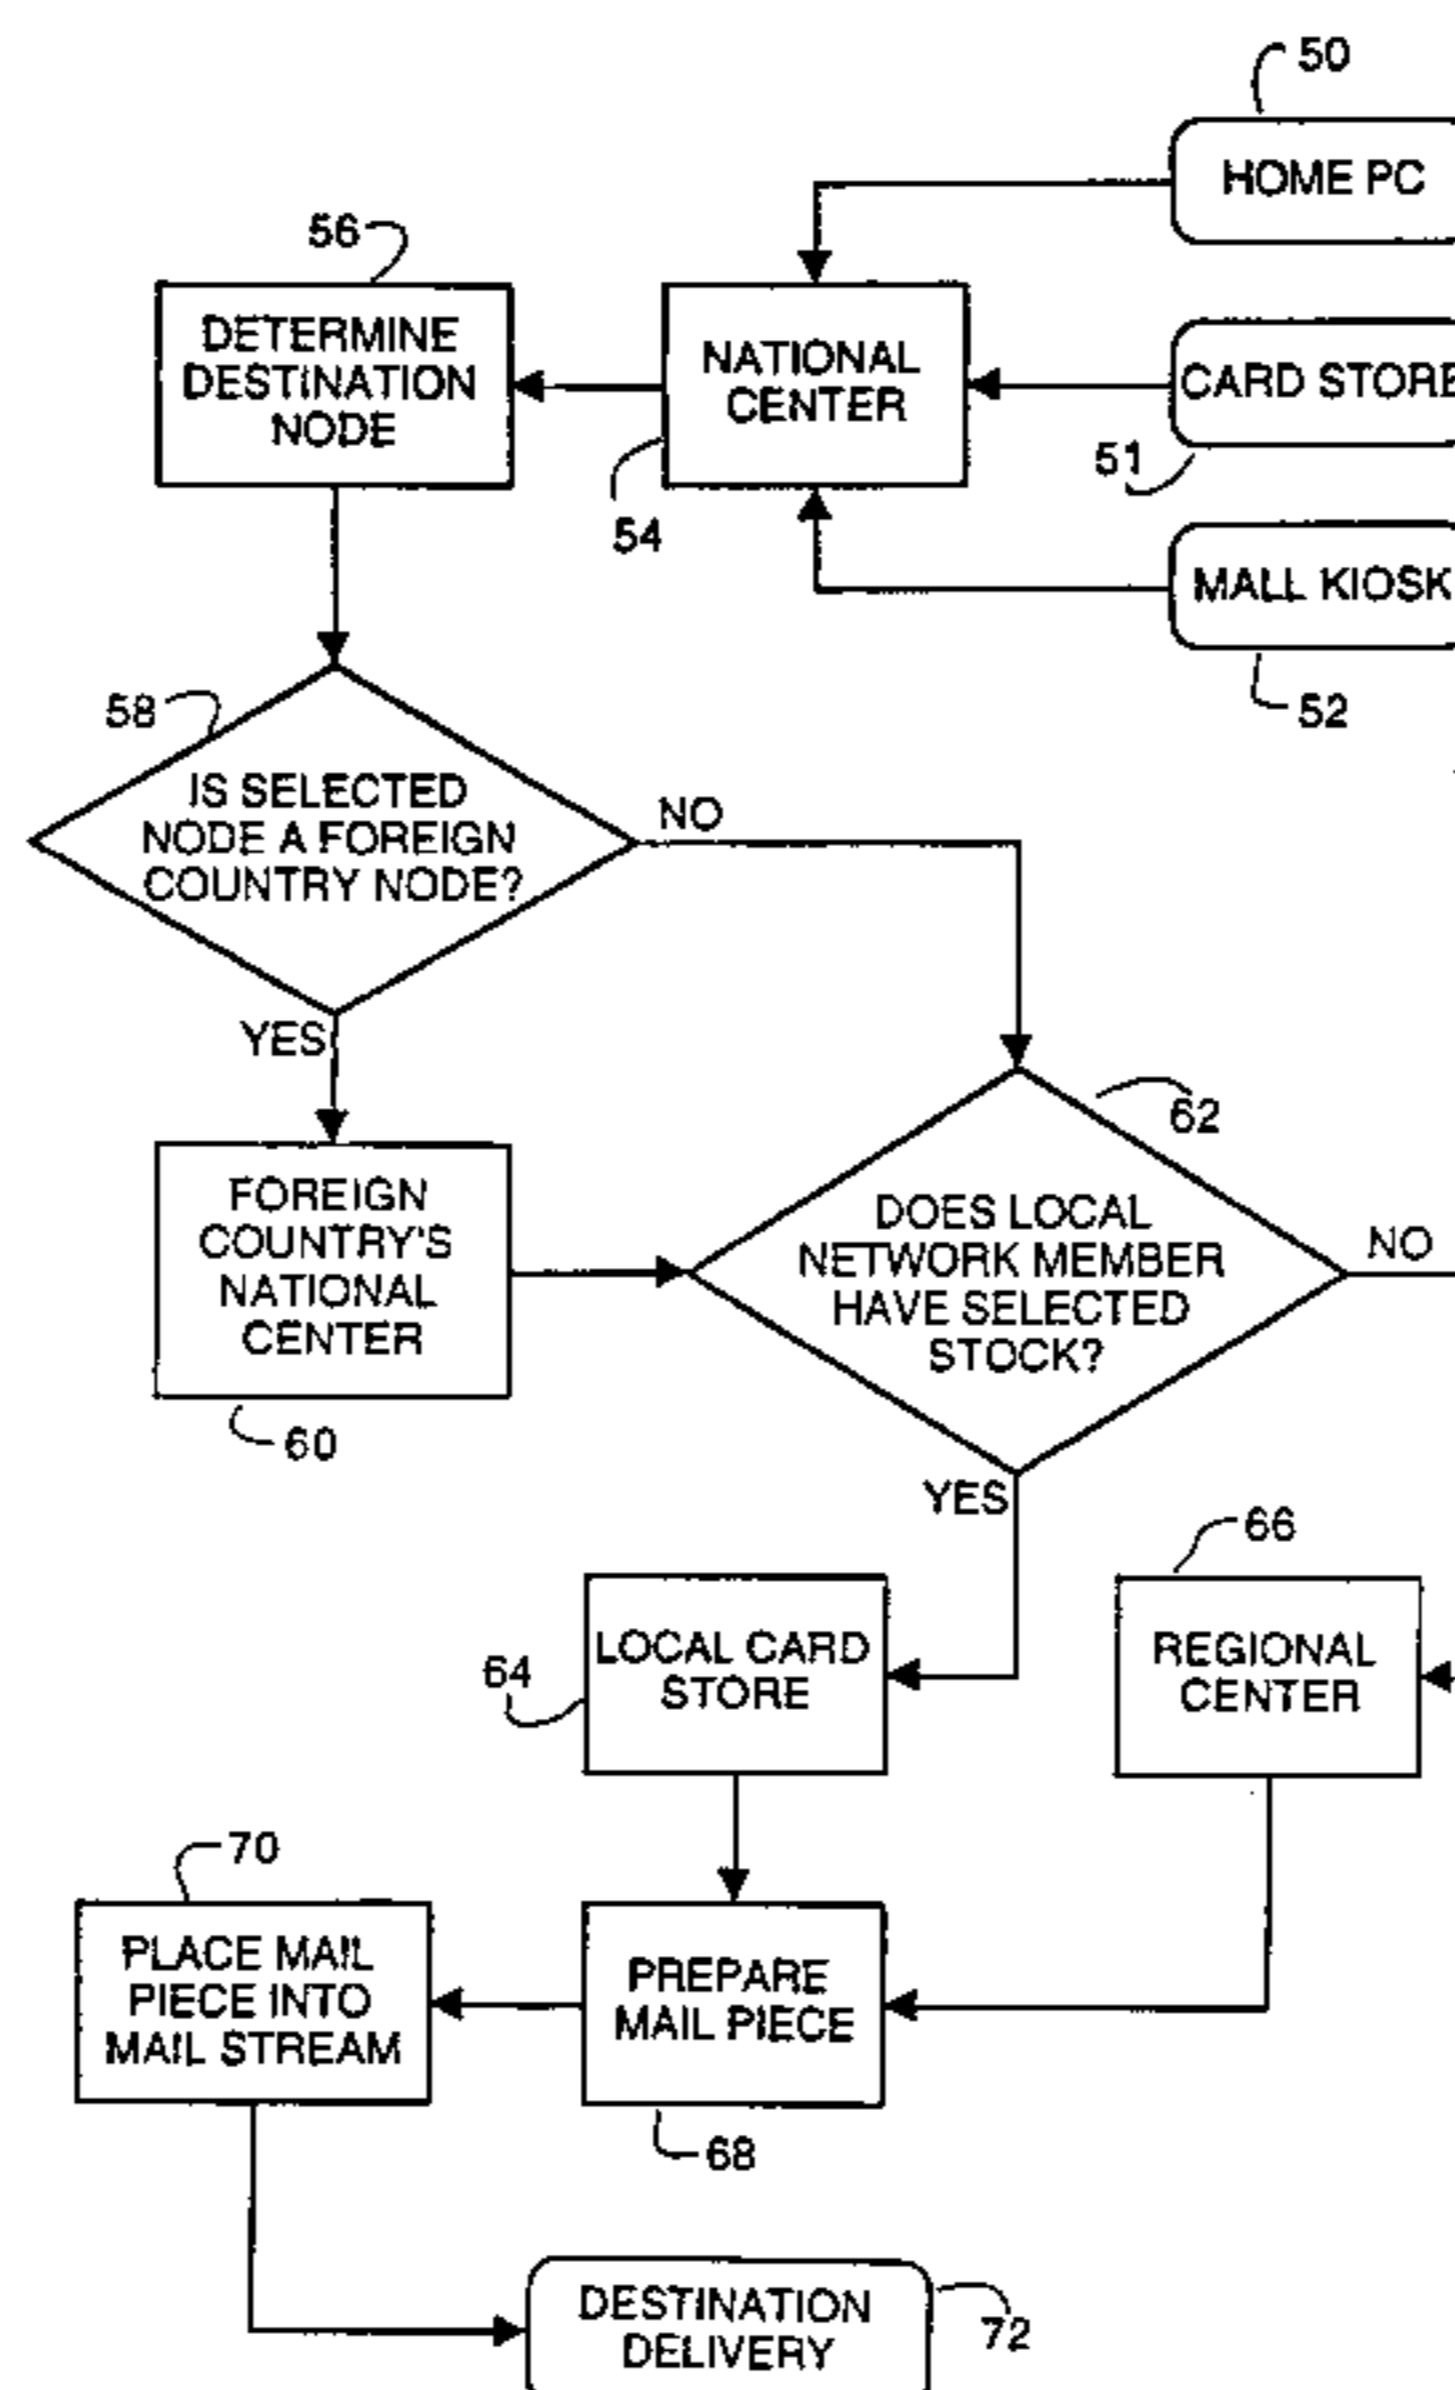 50
HOME PC
56
DETERMINE
DESTINATION
NODE
NATIONAL
CENTER
CARD STORE
51
54
MALL KIOSK
52
58
IS SELECTED
NODE A FOREIGN
COUNTRY NODE?
NO
YES
62
FOREIGN
COUNTRY'S
NATIONAL
CENTER
60
DOES LOCAL
NETWORK MEMBER
HAVE SELECTED
STOCK?
NO
YES
66
LOCAL CARD
STORE
64
REGIONAL
CENTER
70
PLACE MAIL
PIECE INTO
MAIL STREAM
PREPARE
MAIL PIECE
68
DESTINATION
DELIVERY
72